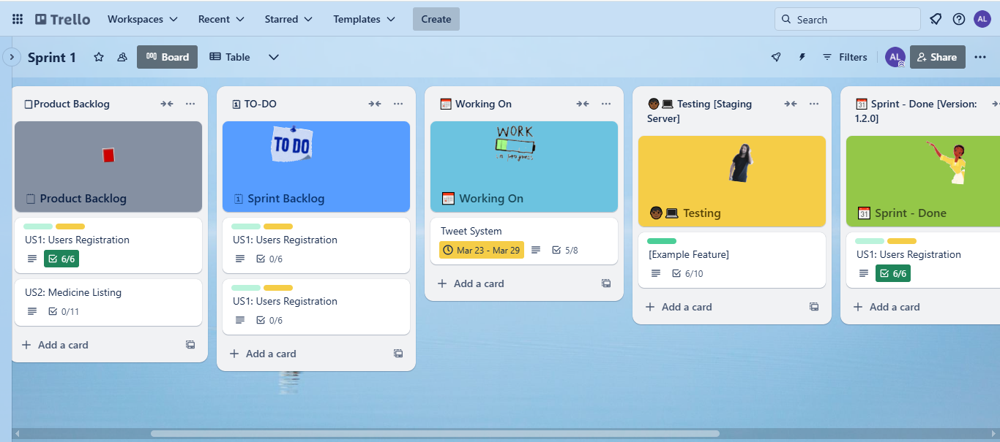 Trello Workspaces Recent Starred Templates Create Search AL
Sprint 1 Board Table Filters AL Share
Product Backlog
Product Backlog
US1: Users Registration
6/6
US2: Medicine Listing
0/11
Add a card
1 TO-DO
TO DO
1 Sprint Backlog
US1: Users Registration
0/6
US1: Users Registration
0/6
Add a card
Working On
WORK
in progress
Working On
Tweet System
Mar 23 - Mar 29 5/8
Add a card
Testing [Staging
Server]
Testing
[Example Feature]
6/10
Add a card
31 Sprint - Done [Version:
1.2.0]
31 Sprint - Done
US1: Users Registration
6/6
Add a card